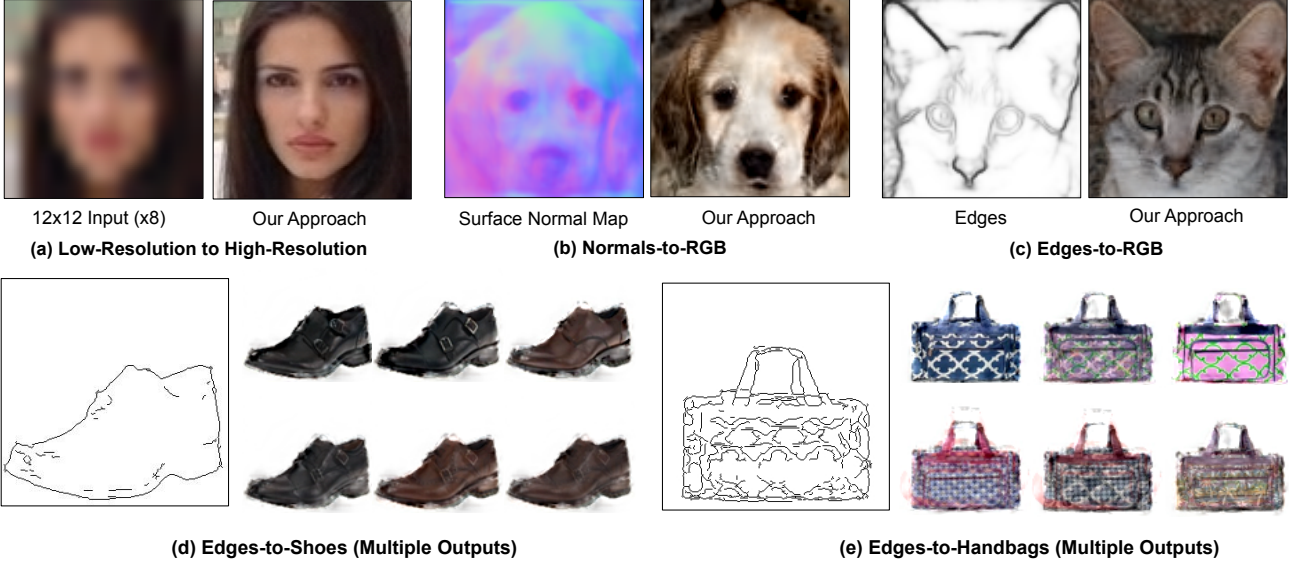 12x12 Input (x8)
Our Approach
Surface Normal Map
Our Approach
Edges
Our Approach
(a) Low-Resolution to High-Resolution
(b) Normals-to-RGB
(c) Edges-to-RGB
(d) Edges-to-Shoes (Multiple Outputs)
(e) Edges-to-Handbags (Multiple Outputs)